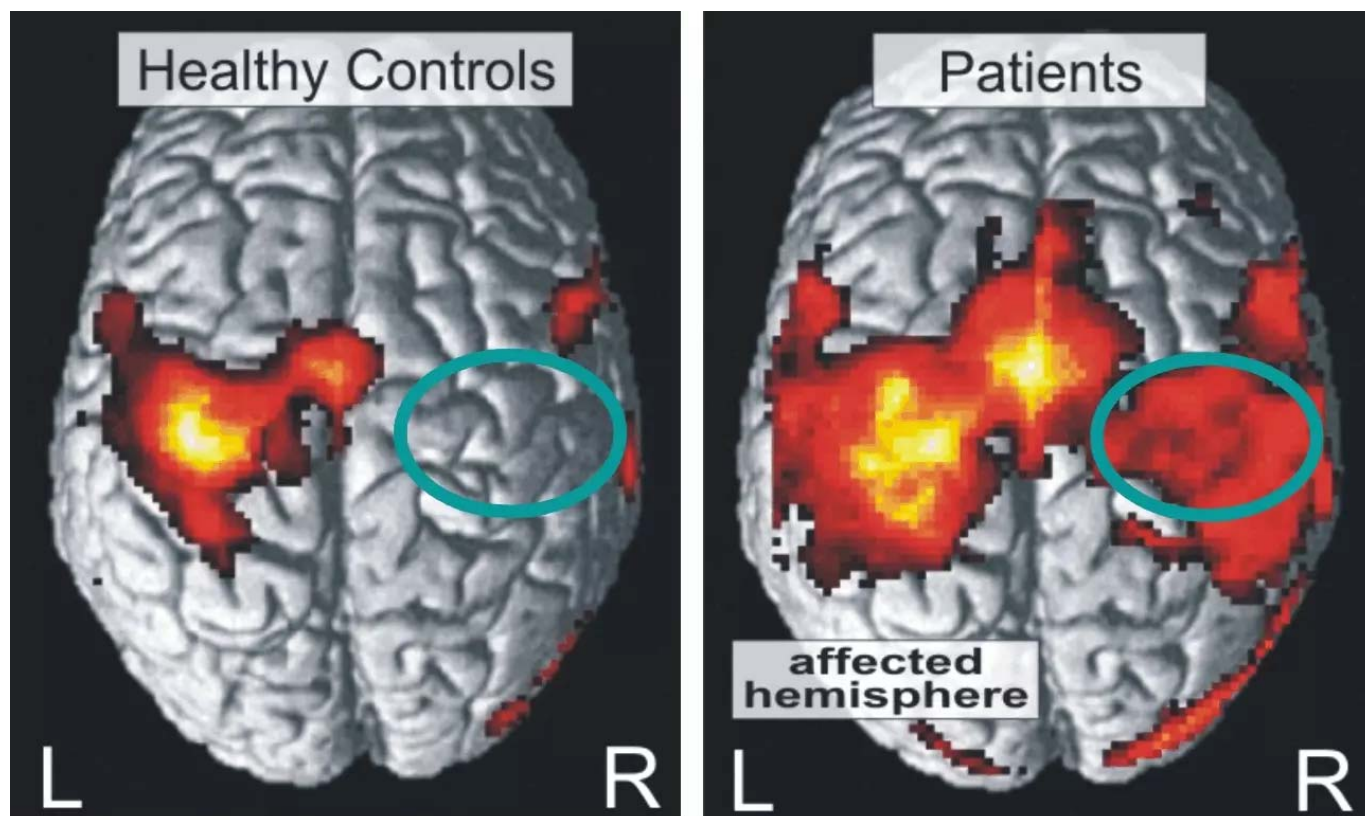 Healthy Controls
Patients
affected
hemisphere
L
R
L
R